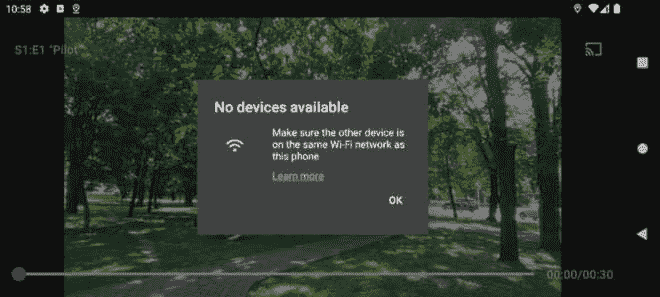 10:58
S1:E1 "Pilot"
No devices available
Make sure the other device is
on the same Wi-Fi network as
this phone
Learn more
OK
00:00/00:30